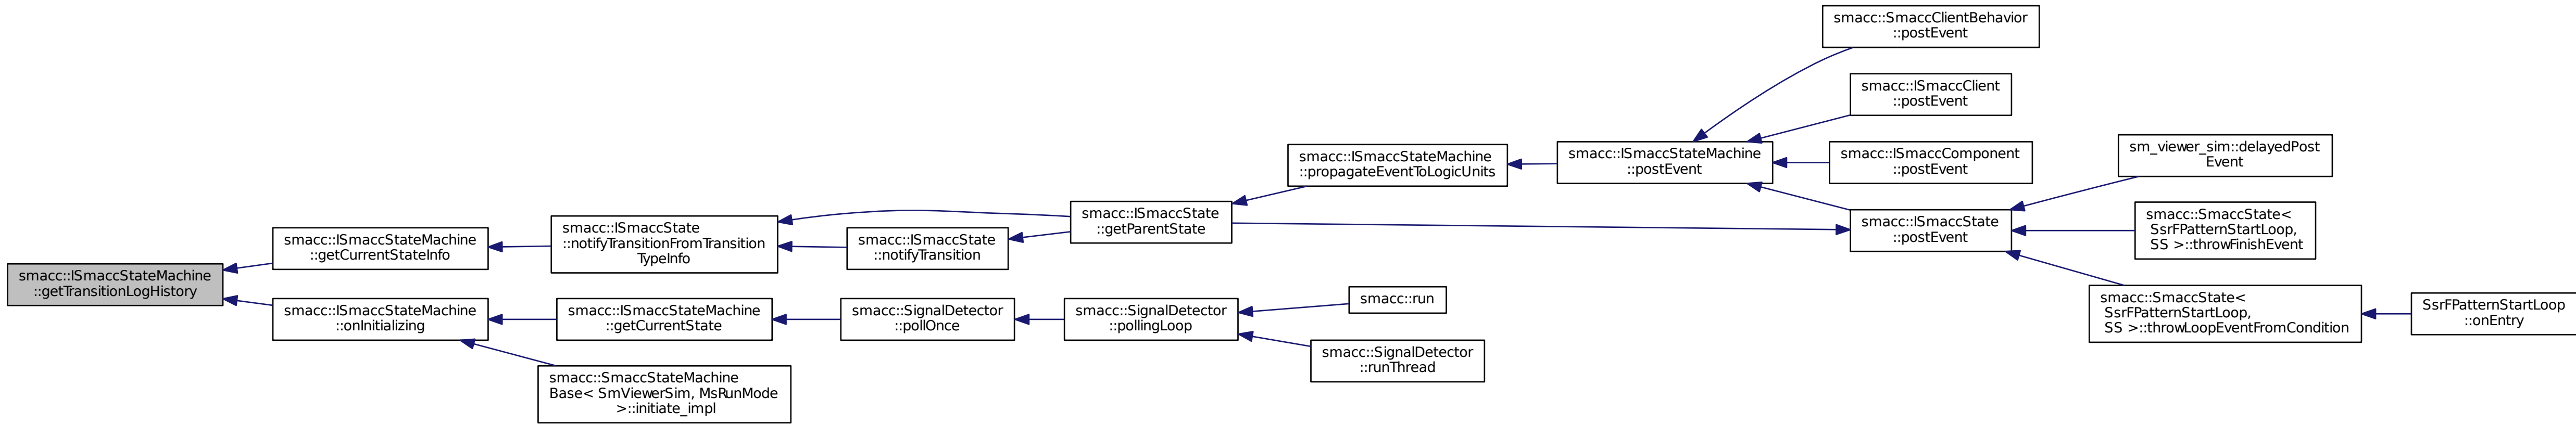 smacc::ISmaccStateMachine
::getTransitionLogHistory
smacc::ISmaccStateMachine
::getCurrentStateInfo
smacc::ISmaccStateMachine
::onInitializing
smacc::ISmaccState
::notifyTransitionFromTransition
TypeInfo
smacc::ISmaccStateMachine
::getCurrentState
smacc::SmaccStateMachine
Base< SmViewerSim, MsRunMode
>::initiate_impl
smacc::ISmaccState
::notifyTransition
smacc::SignalDetector
::pollOnce
smacc::ISmaccState
::getParentState
smacc::SignalDetector
::pollingLoop
smacc::ISmaccStateMachine
::propagateEventToLogicUnits
smacc::run
smacc::SignalDetector
::runThread
smacc::ISmaccStateMachine
::postEvent
smacc::SmaccClientBehavior
::postEvent
smacc::ISmaccClient
::postEvent
smacc::ISmaccComponent
::postEvent
smacc::ISmaccState
::postEvent
sm_viewer_sim::delayedPost
Event
smacc::SmaccState<
SsrFPatternStartLoop,
SS >::throwFinishEvent
smacc::SmaccState<
SsrFPatternStartLoop,
SS >::throwLoopEventFromCondition
SsrFPatternStartLoop
::onEntry